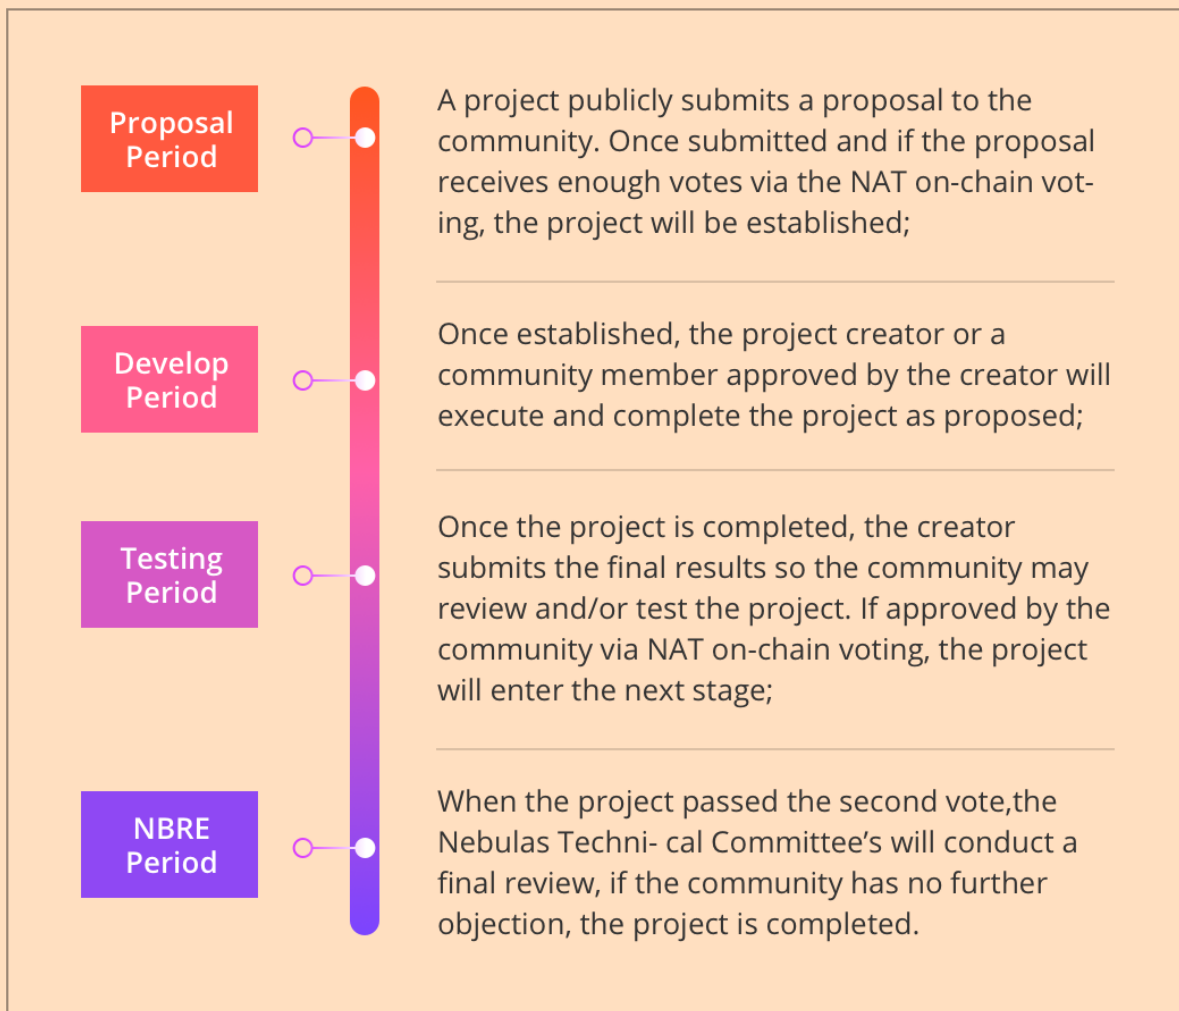 Proposal
Period
A project publicly submits a proposal to the
community. Once submitted and if the proposal
receives enough votes via the NAT on-chain vot-
ing, the project will be established;
Develop
Period
Once established, the project creator or a
community member approved by the creator will
execute and complete the project as proposed;
Testing
Period
Once the project is completed, the creator
submits the final results so the community may
review and/or test the project. If approved by the
community via NAT on-chain voting, the project
will enter the next stage;
NBRE
Period
When the project passed the second vote,the
Nebulas Techni- cal Committee’s will conduct a
final review, if the community has no further
objection, the project is completed.